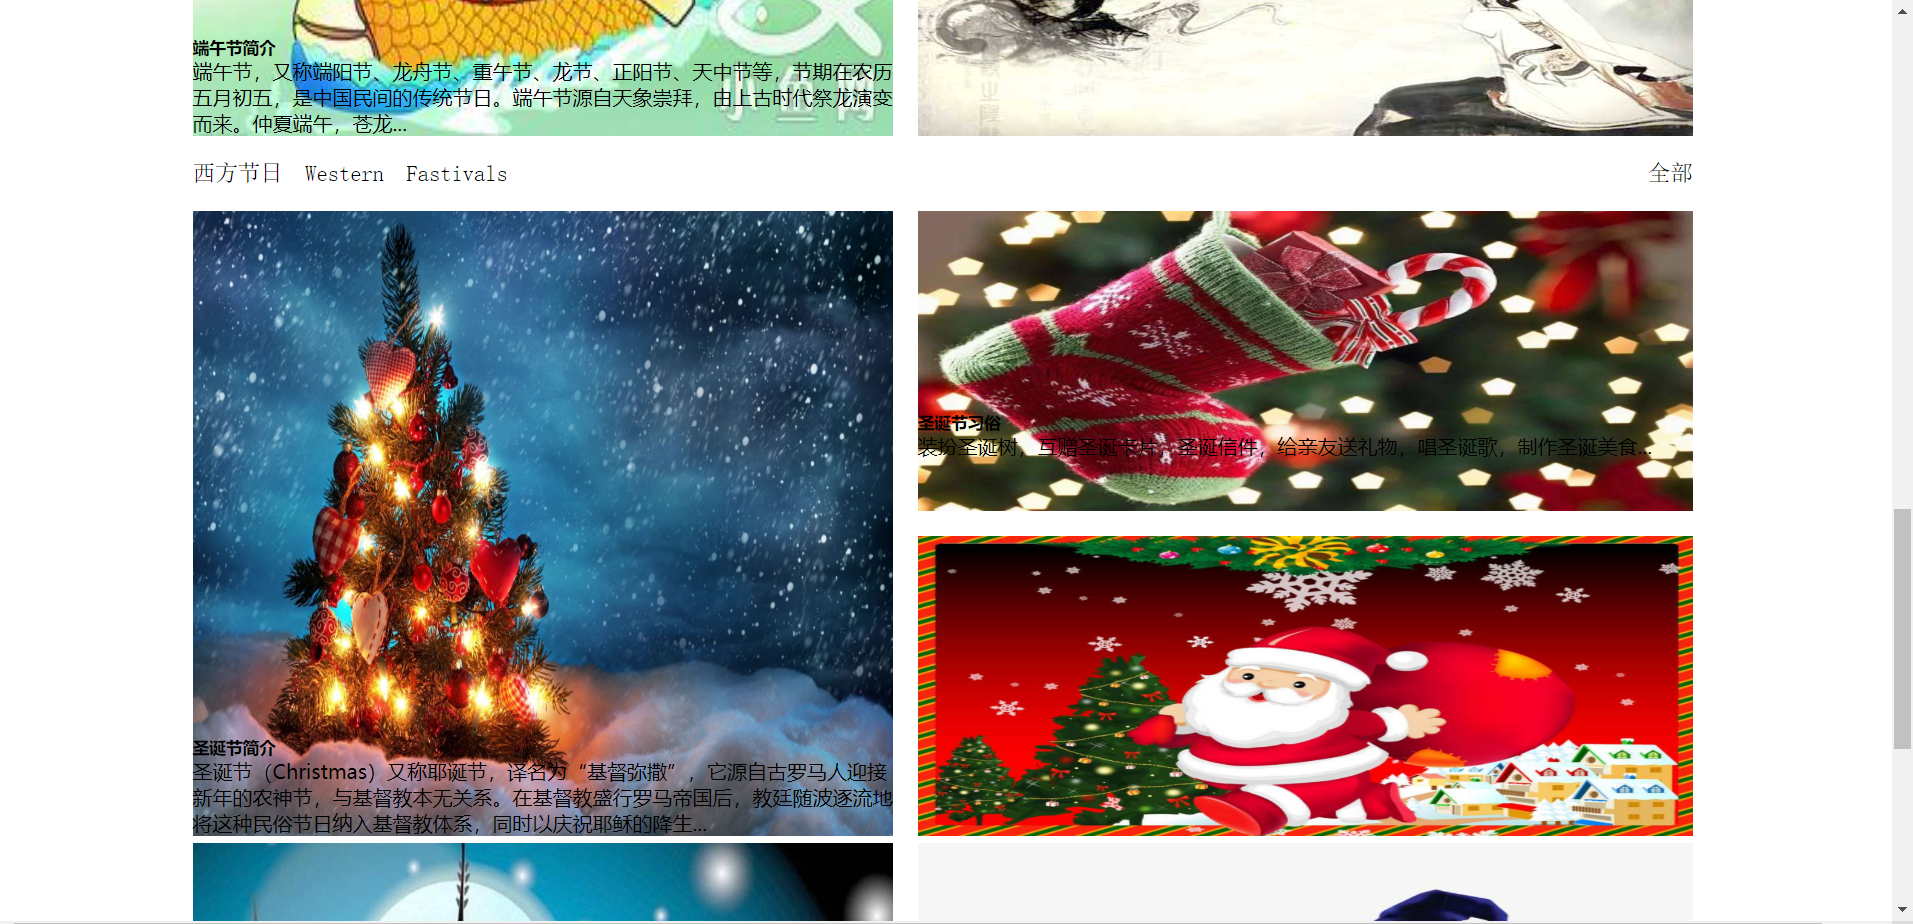 端午节简介
端午节，又称端阳节、龙舟节、重午节、龙节、正阳节、天中节等，节期在农历
五月初五，是中国民间的传统节日。端午节源自天象崇拜，由上古时代祭龙演变
而来。仲夏端午，苍龙...
西方节日 Western Fastivals 全部
圣诞节习俗
装扮圣诞树，互赠圣诞卡片，圣诞信件，给亲友送礼物，唱圣诞歌，制作圣诞美食...
圣诞节简介
圣诞节（Christmas）又称耶诞节，译名为“基督弥撒”，它源自古罗马人迎接
新年的农神节，与基督教本无关系。在基督教盛行罗马帝国后，教廷随波逐流地
将这种民俗节日纳入基督教体系，同时以庆祝耶稣的降生...